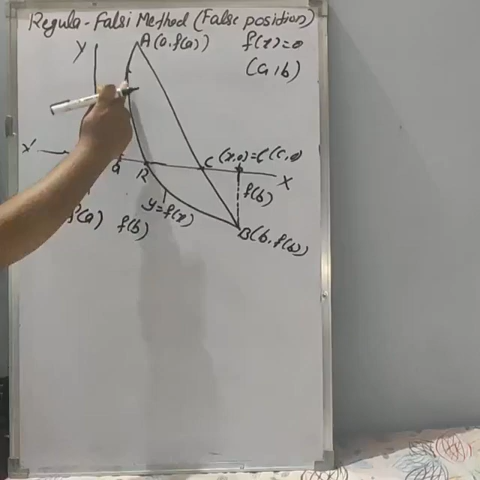 Regula-Falsi Method (False position)
A(a, f(a)) f(x)=0
Y (a, b)
X' a R C (x,0)=C(c, 0) X
f(b)
y=f(x)
f(a) f(b)
B(b, f(b))